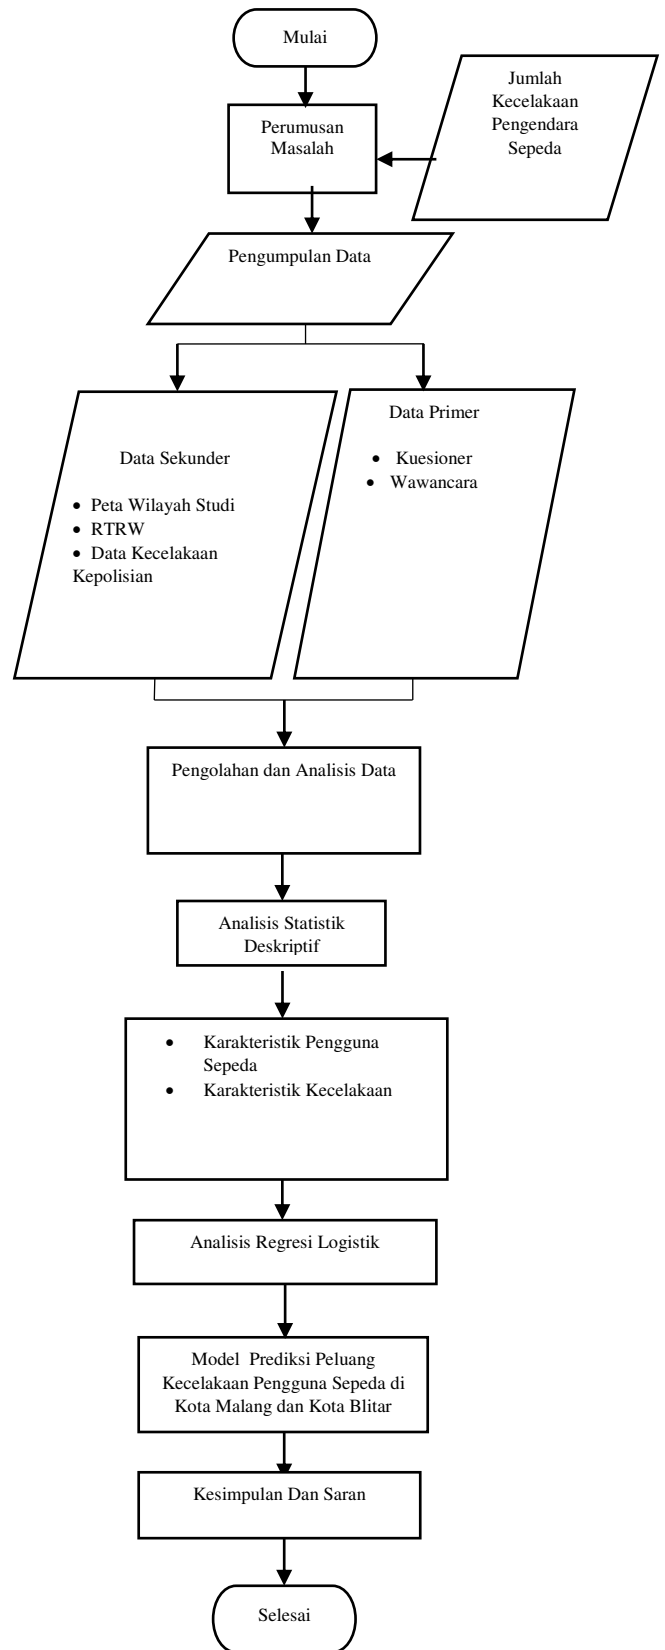 Mulai
Jumlah
Kecelakaan
Pengendara
Sepeda
Perumusan
Masalah
Pengumpulan Data
Data Sekunder
• Peta Wilayah Studi
• RTRW
• Data Kecelakaan
Kepolisian
Data Primer
• Kuesioner
• Wawancara
Pengolahan dan Analisis Data
Analisis Statistik
Deskriptif
• Karakteristik Pengguna
Sepeda
• Karakteristik Kecelakaan
Analisis Regresi Logistik
Model Prediksi Peluang
Kecelakaan Pengguna Sepeda di
Kota Malang dan Kota Blitar
Kesimpulan Dan Saran
Selesai